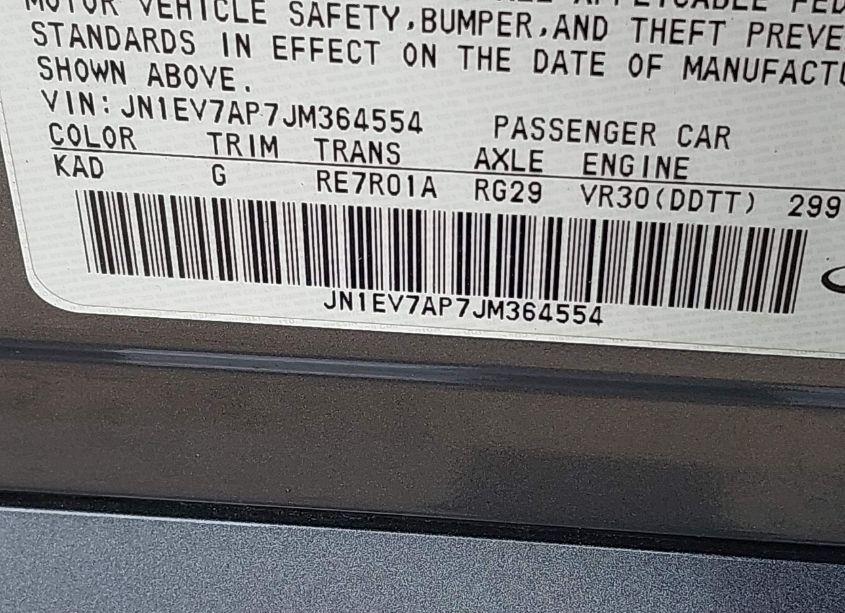 MOTOR VEHICLE SAFETY, BUMPER, AND THEFT PREVE
STANDARDS IN EFFECT ON THE DATE OF MANUFACTU
SHOWN ABOVE.
VIN: JN1EV7AP7JM364554 PASSENGER CAR
COLOR TRIM TRANS AXLE ENGINE
KAD G RE7R01A RG29 VR30(DDTT) 299
JN1EV7AP7JM364554